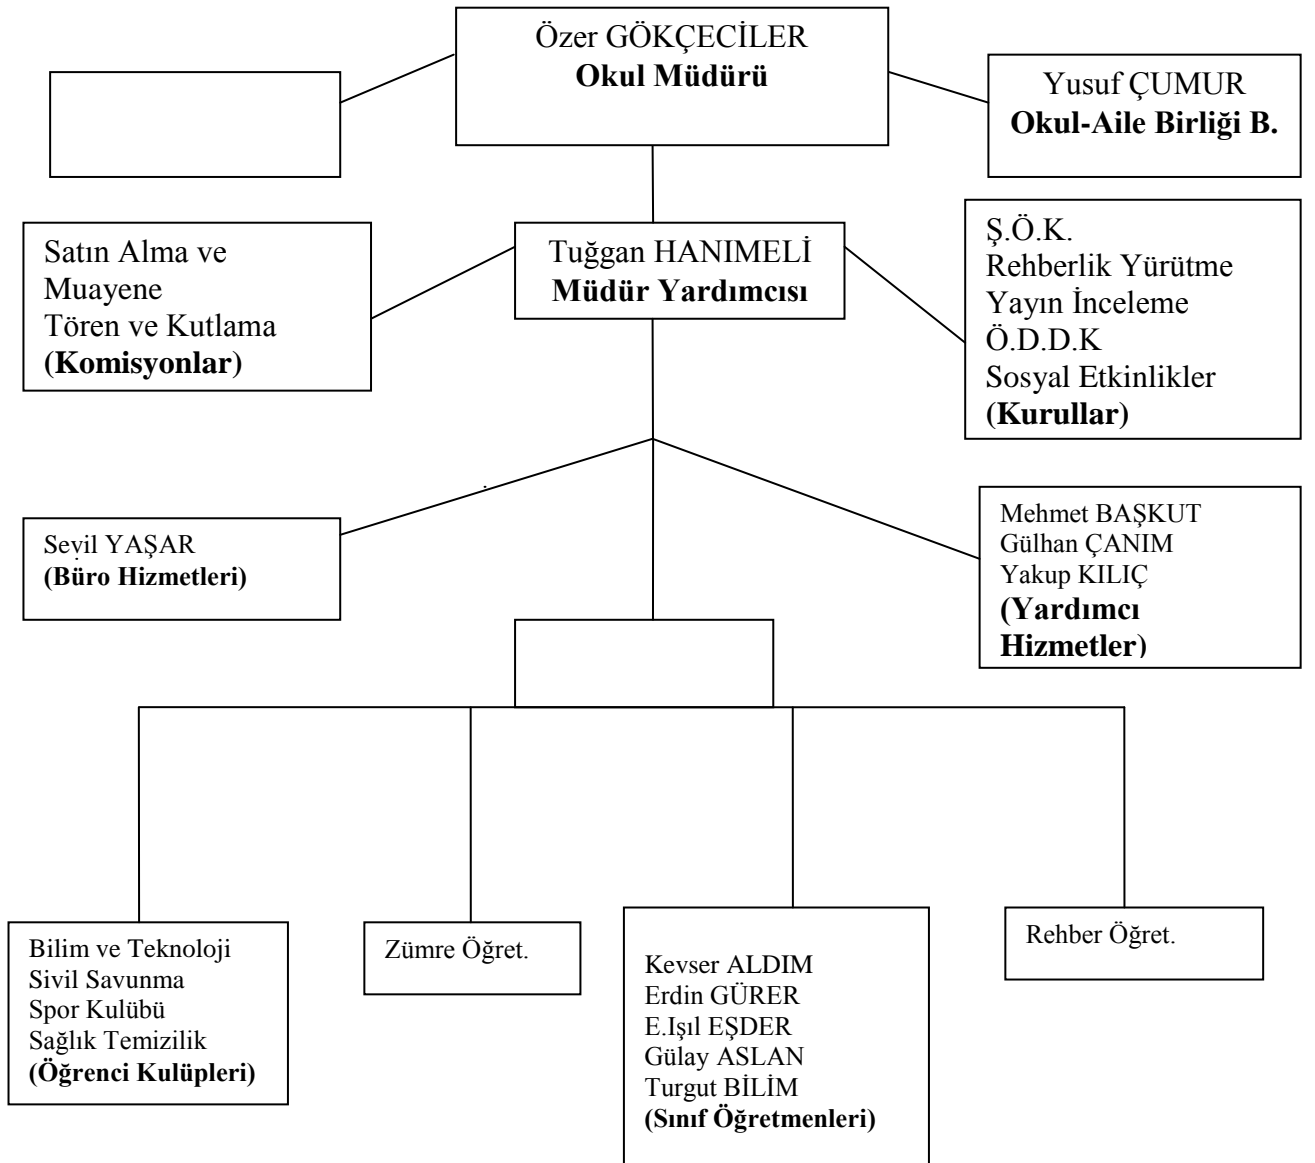 Özer GÖKÇECİLER
Okul Müdürü
Yusuf ÇUMUR
Okul-Aile Birliği B.
Satın Alma ve
Muayene
Tören ve Kutlama
(Komisyonlar)
Tuğgan HANIMELİ
Müdür Yardımcısı
Ş.Ö.K.
Rehberlik Yürütme
Yayın İnceleme
Ö.D.D.K
Sosyal Etkinlikler
(Kurullar)
Sevil YAŞAR
(Büro Hizmetleri)
Mehmet BAŞKUT
Gülhan ÇANIM
Yakup KILIÇ
(Yardımcı
Hizmetler)
Bilim ve Teknoloji
Sivil Savunma
Spor Kulübü
Sağlık Temizilik
(Öğrenci Kulüpleri)
Zümre Öğret.
Kevser ALDIM
Erdin GÜRER
E.Işıl EŞDER
Gülay ASLAN
Turgut BİLİM
(Sınıf Öğretmenleri)
Rehber Öğret.